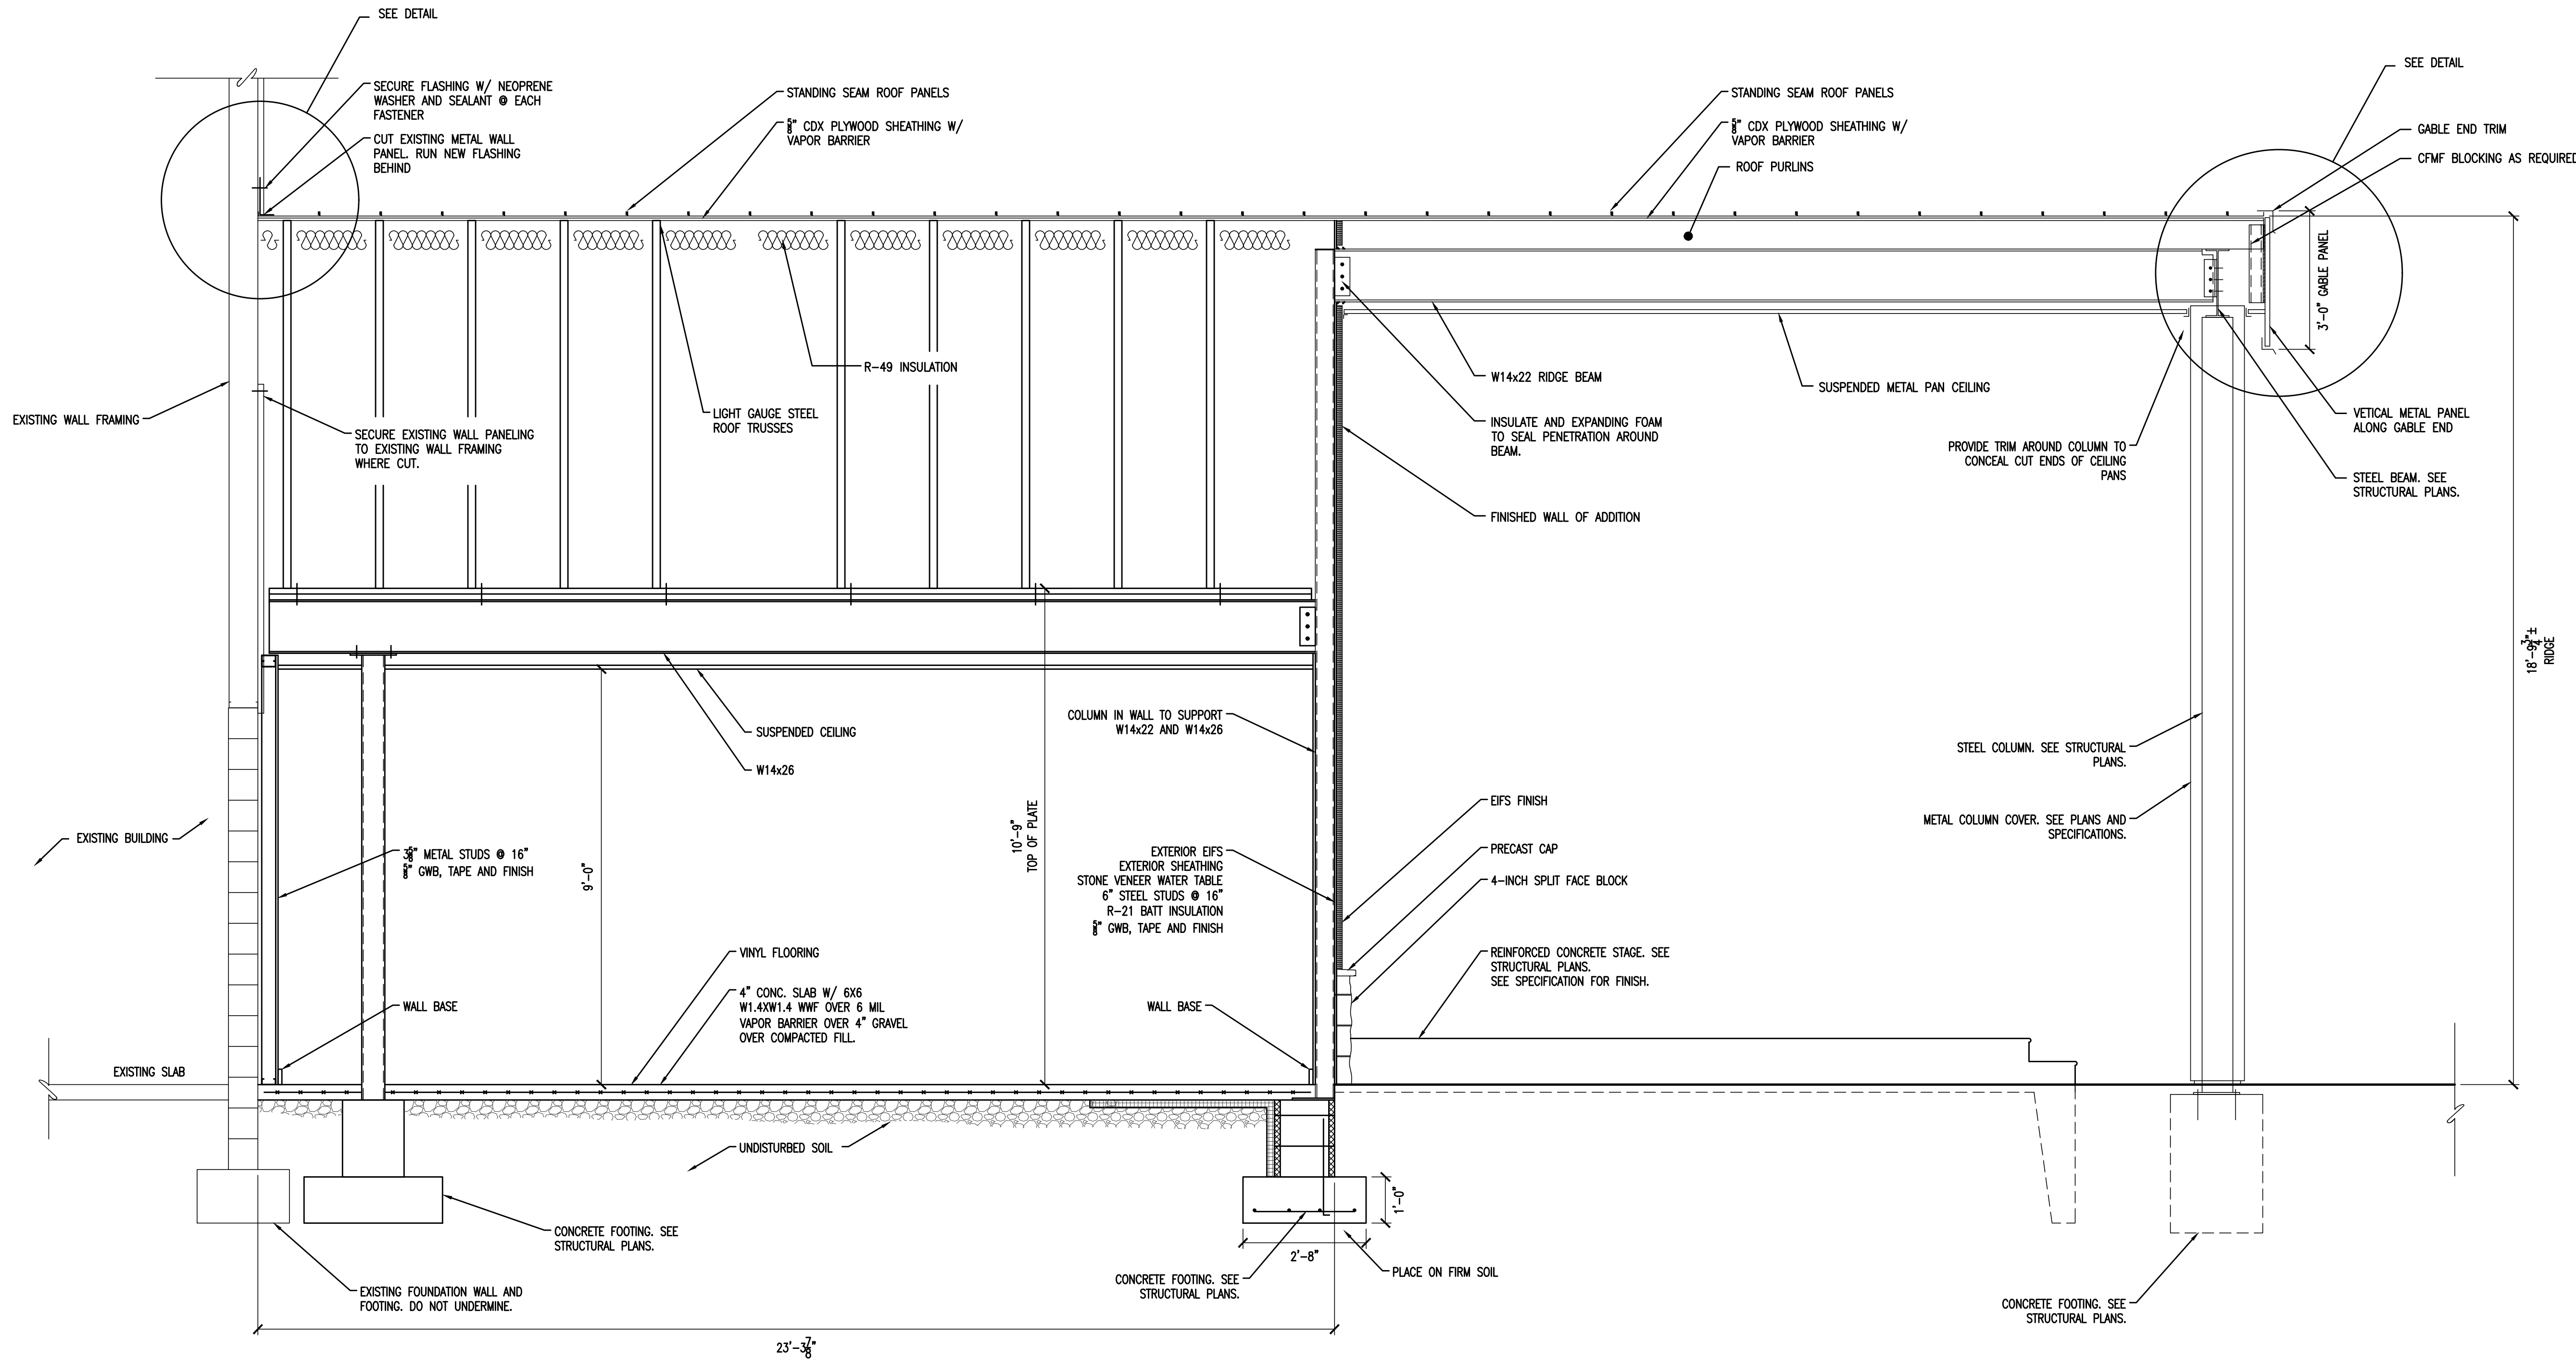 SEE DETAIL
SECURE FLASHING W/ NEOPRENE
WASHER AND SEALANT @ EACH
FASTENER
CUT EXISTING METAL WALL
PANEL. RUN NEW FLASHING
BEHIND
STANDING SEAM ROOF PANELS
5/8" CDX PLYWOOD SHEATHING W/
VAPOR BARRIER
STANDING SEAM ROOF PANELS
5/8" CDX PLYWOOD SHEATHING W/
VAPOR BARRIER
ROOF PURLINS
SEE DETAIL
GABLE END TRIM
CFMF BLOCKING AS REQUIRED
3'-0" GABLE PANEL
EXISTING WALL FRAMING
SECURE EXISTING WALL PANELING
TO EXISTING WALL FRAMING
WHERE CUT.
R-49 INSULATION
LIGHT GAUGE STEEL
ROOF TRUSSES
W14x22 RIDGE BEAM
INSULATE AND EXPANDING FOAM
TO SEAL PENETRATION AROUND
BEAM.
FINISHED WALL OF ADDITION
SUSPENDED METAL PAN CEILING
PROVIDE TRIM AROUND COLUMN TO
CONCEAL CUT ENDS OF CEILING
PANS
VETICAL METAL PANEL
ALONG GABLE END
STEEL BEAM. SEE
STRUCTURAL PLANS.
18'-9 3/4"±
RIDGE
SUSPENDED CEILING
W14x26
COLUMN IN WALL TO SUPPORT
W14x22 AND W14x26
STEEL COLUMN. SEE STRUCTURAL
PLANS.
METAL COLUMN COVER. SEE PLANS AND
SPECIFICATIONS.
EXISTING BUILDING
3 5/8" METAL STUDS @ 16"
5/8" GWB, TAPE AND FINISH
9'-0"
10'-9"
TOP OF PLATE
EXTERIOR EIFS
EXTERIOR SHEATHING
STONE VENEER WATER TABLE
6" STEEL STUDS @ 16"
R-21 BATT INSULATION
5/8" GWB, TAPE AND FINISH
EIFS FINISH
PRECAST CAP
4-INCH SPLIT FACE BLOCK
REINFORCED CONCRETE STAGE. SEE
STRUCTURAL PLANS.
SEE SPECIFICATION FOR FINISH.
VINYL FLOORING
4" CONC. SLAB W/ 6X6
W1.4XW1.4 WWF OVER 6 MIL
VAPOR BARRIER OVER 4" GRAVEL
OVER COMPACTED FILL.
WALL BASE
WALL BASE
EXISTING SLAB
UNDISTURBED SOIL
CONCRETE FOOTING. SEE
STRUCTURAL PLANS.
EXISTING FOUNDATION WALL AND
FOOTING. DO NOT UNDERMINE.
1'-0"
2'-8"
CONCRETE FOOTING. SEE
STRUCTURAL PLANS.
PLACE ON FIRM SOIL
CONCRETE FOOTING. SEE
STRUCTURAL PLANS.
23'-3 7/8"